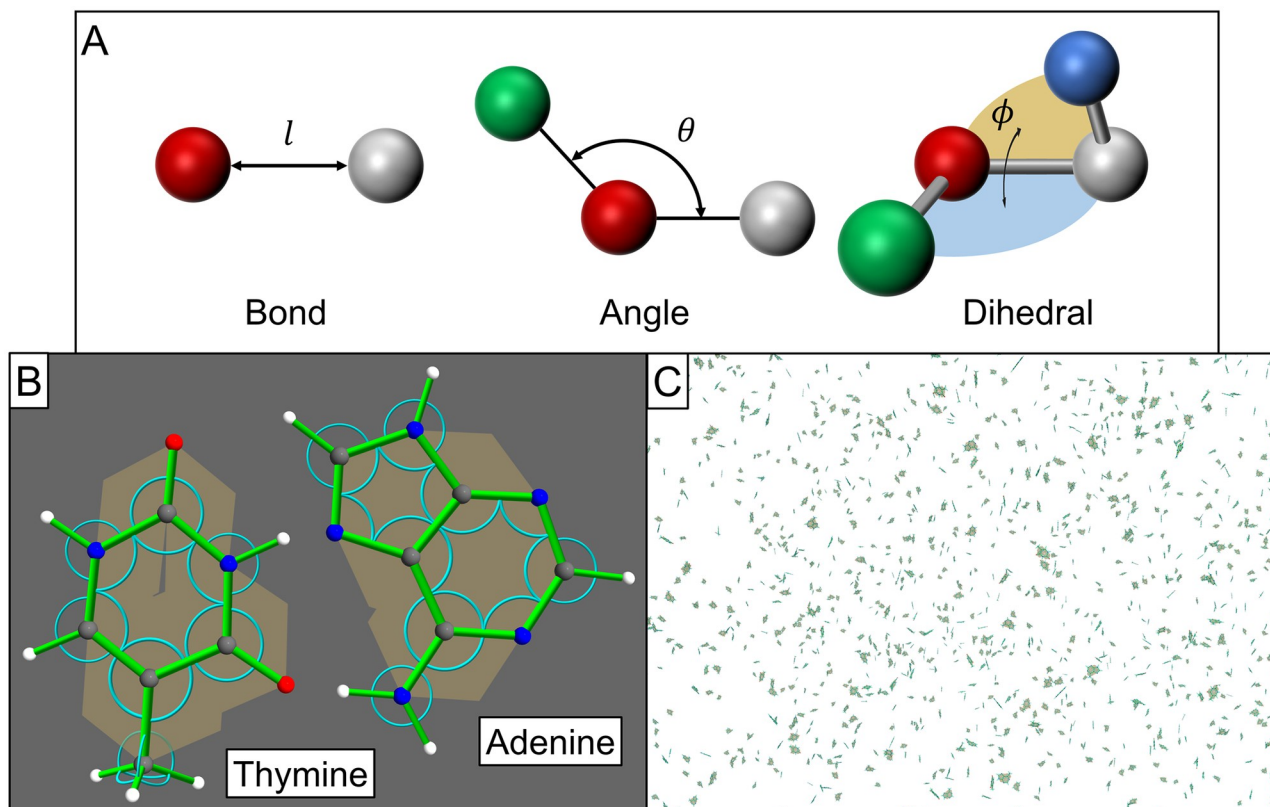 A
l
θ
ϕ
Bond
Angle
Dihedral
B
C
Thymine
Adenine